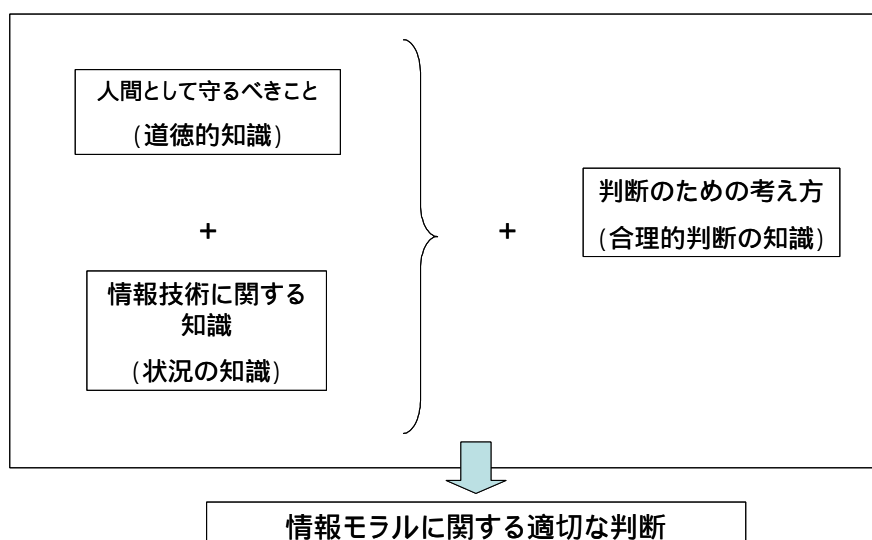 人間として守るべきこと
(道徳的知識)
+
情報技術に関する
知識
(状況の知識)
+
判断のための考え方
(合理的判断の知識)
情報モラルに関する適切な判断